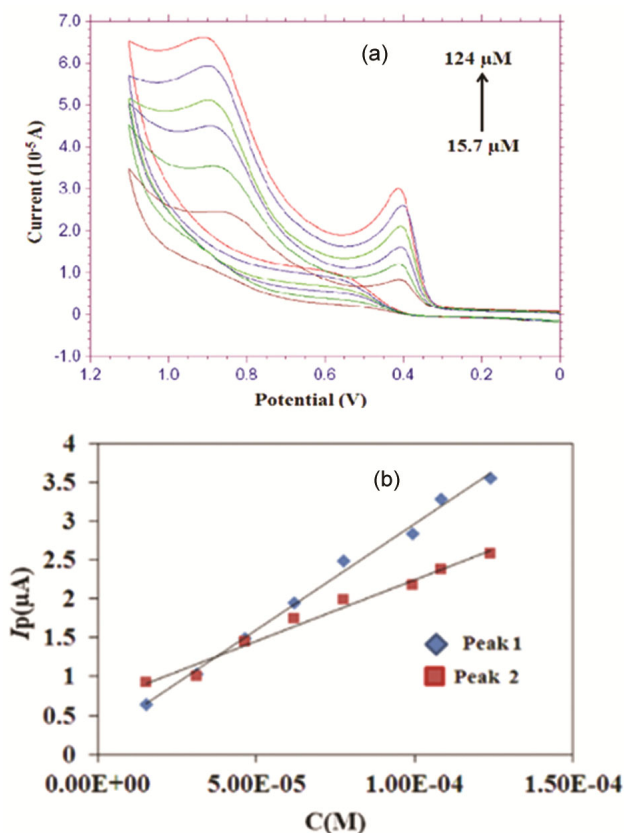 7.0
(a)
6.0
124 µM
5.0
4.0
15.7 µM
3.0
2.0
1.0
0
-1.0
Current (10-5 A)
1.2 1.0 0.8 0.6 0.4 0.2 0
Potential (V)
4
(b)
3.5
3
2.5
2
1.5
1
0.5
0
Ip(µA)
Peak 1
Peak 2
0.00E+00 5.00E-05 1.00E-04 1.50E-04
C(M)